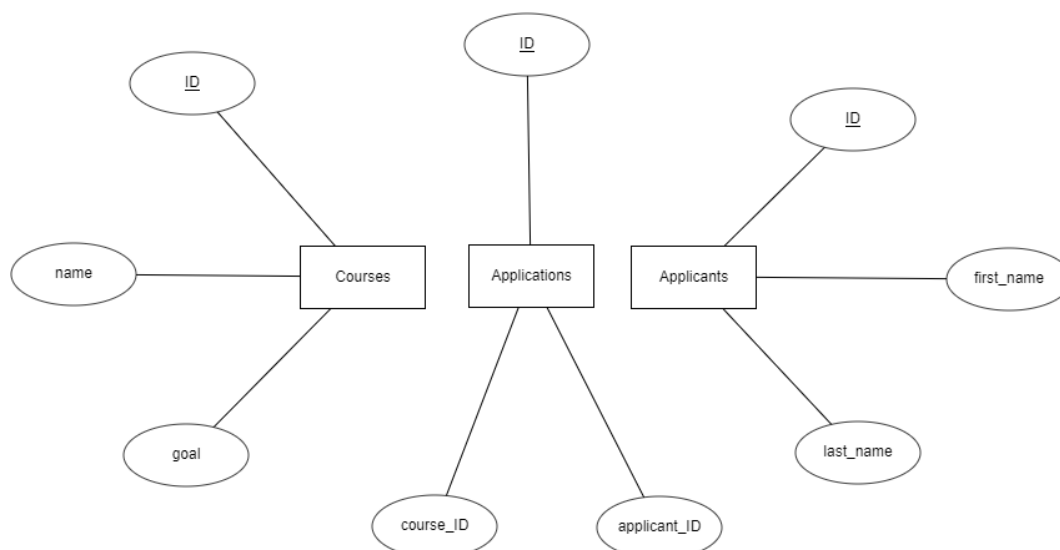 ID
ID
ID
name
Courses
Applications
Applicants
first_name
goal
last_name
course_ID
applicant_ID